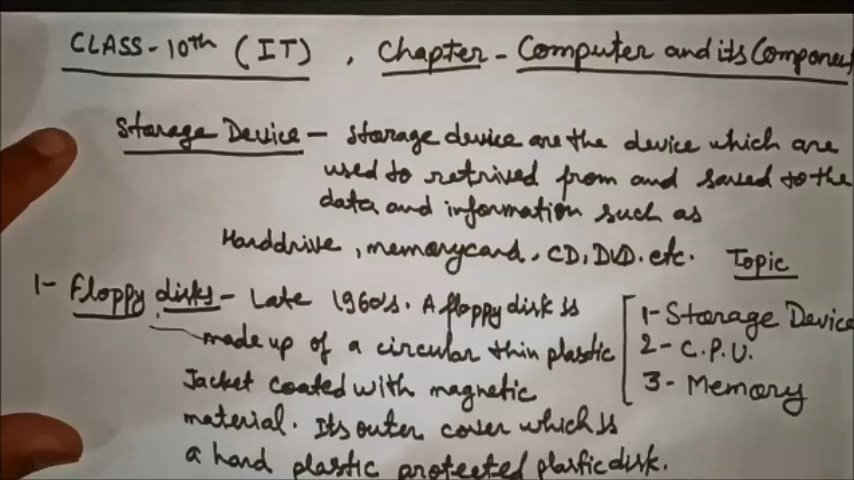 CLASS-10th (IT) , Chapter - Computer and its Component
Storage Device - Storage device are the device which are
used to retrived from and saved to the
data and information such as
Harddrive, memorycard, CD, DVD. etc.
Topic
1- Floppy disks - Late 1960's. A floppy disk is
made up of a circular thin plastic
Jacket coated with magnetic
material. Its outer cover which is
a hard plastic protected plastic disk.
1- Storage Device
2- C.P.U.
3- Memory